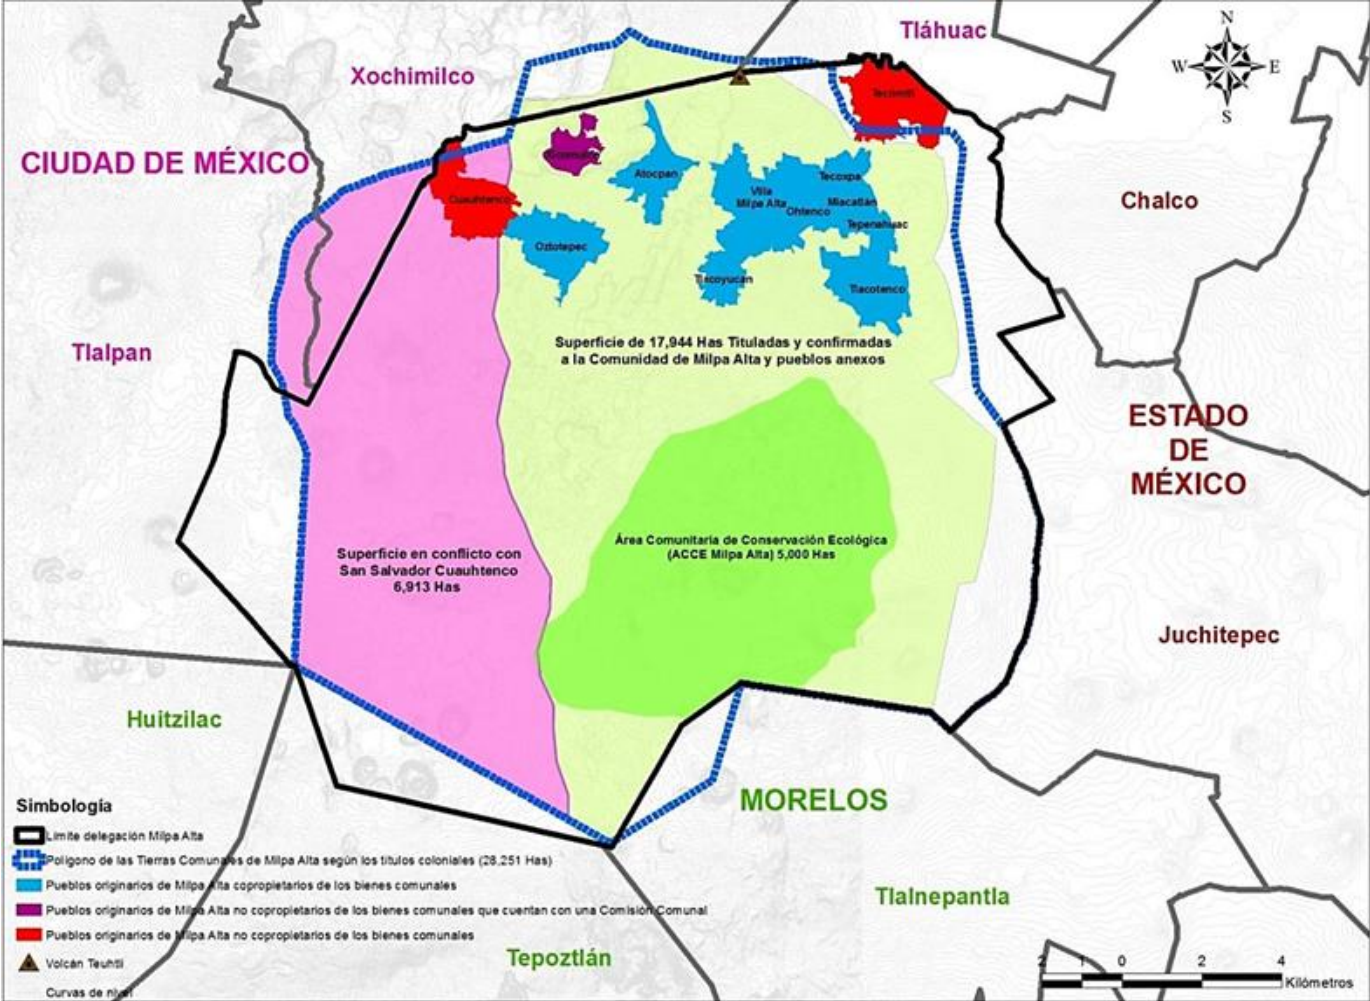 N
W E
S
Tláhuac
Xochimilco
CIUDAD DE MÉXICO
Tlalpan
Chalco
ESTADO
DE
MÉXICO
Juchitepec
Huitzilac
MORELOS
Tlalnepantla
Tepoztlán
Tecómitl
Cuauhtenco
Atocpan
Oztotepec
Villa
Milpa Alta
Ohtenco
Tecoxpa
Miacatlán
Tepenahuac
Tlacoyucan
Tlacotenco
Superficie de 17,944 Has Tituladas y confirmadas
a la Comunidad de Milpa Alta y pueblos anexos
Área Comunitaria de Conservación Ecológica
(ACCE Milpa Alta) 5,000 Has
Superficie en conflicto con
San Salvador Cuauhtenco
6,913 Has
Simbología
Límite delegación Milpa Alta
Polígono de las Tierras Comunales de Milpa Alta según los títulos coloniales (28,251 Has)
Pueblos originarios de Milpa Alta copropietarios de los bienes comunales
Pueblos originarios de Milpa Alta no copropietarios de los bienes comunales que cuentan con una Comisión Comunal
Pueblos originarios de Milpa Alta no copropietarios de los bienes comunales
Volcán Teuhtli
Curvas de nivel
2 1 0 2 4
Kilómetros